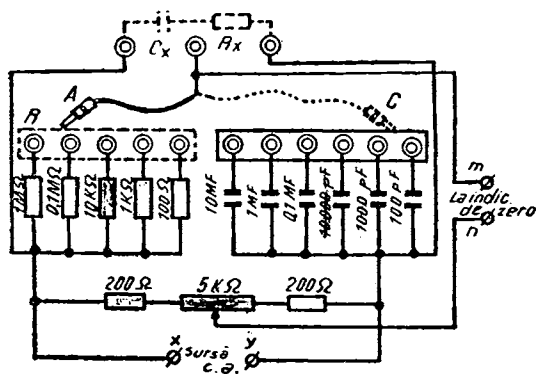 Cx Rx
A C
R
m
1MΩ 0,1MΩ 10KΩ 1KΩ 100Ω
10MF 1MF 0,1MF 10000pF 1000pF 100pF
La indic.
de zero
n
200Ω 5KΩ 200Ω
x sursă y
c.a.